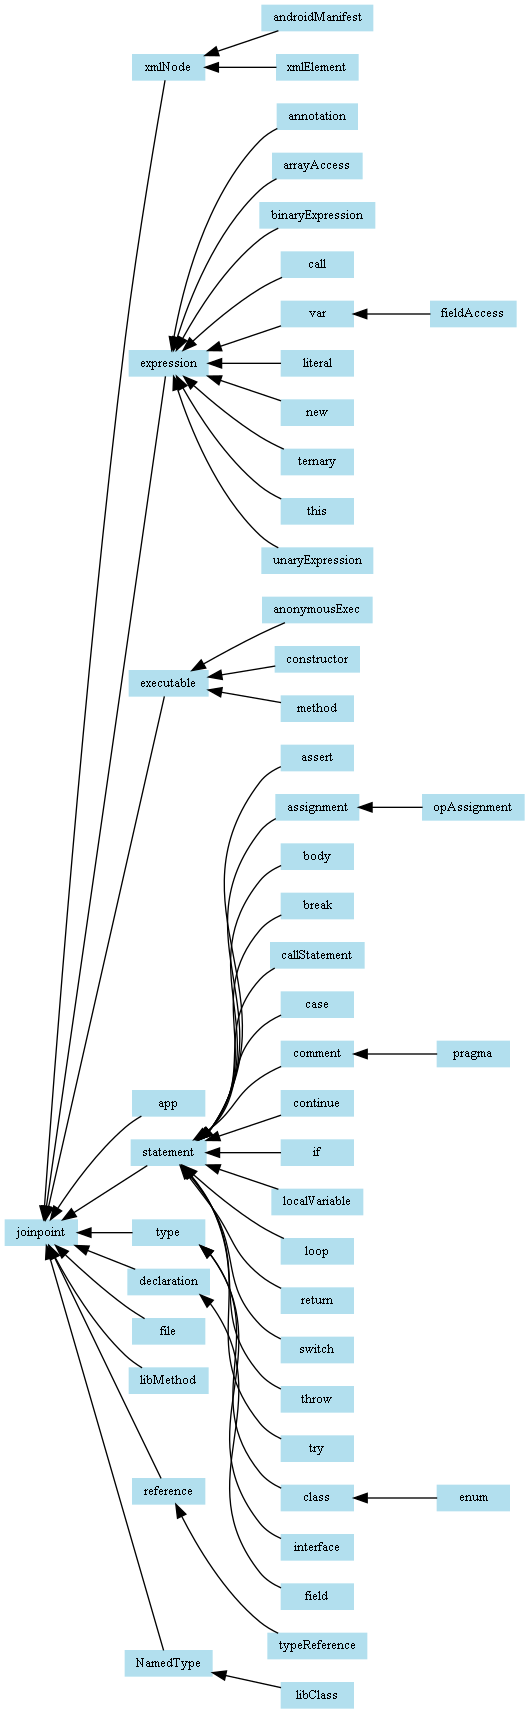 androidManifest
xmlNode
xmlElement
annotation
arrayAccess
binaryExpression
call
var
fieldAccess
expression
literal
new
ternary
this
unaryExpression
anonymousExec
constructor
executable
method
assert
assignment
opAssignment
body
break
callStatement
case
comment
pragma
app
continue
statement
if
localVariable
joinpoint
type
loop
declaration
return
file
switch
libMethod
throw
try
reference
class
enum
interface
field
typeReference
NamedType
libClass